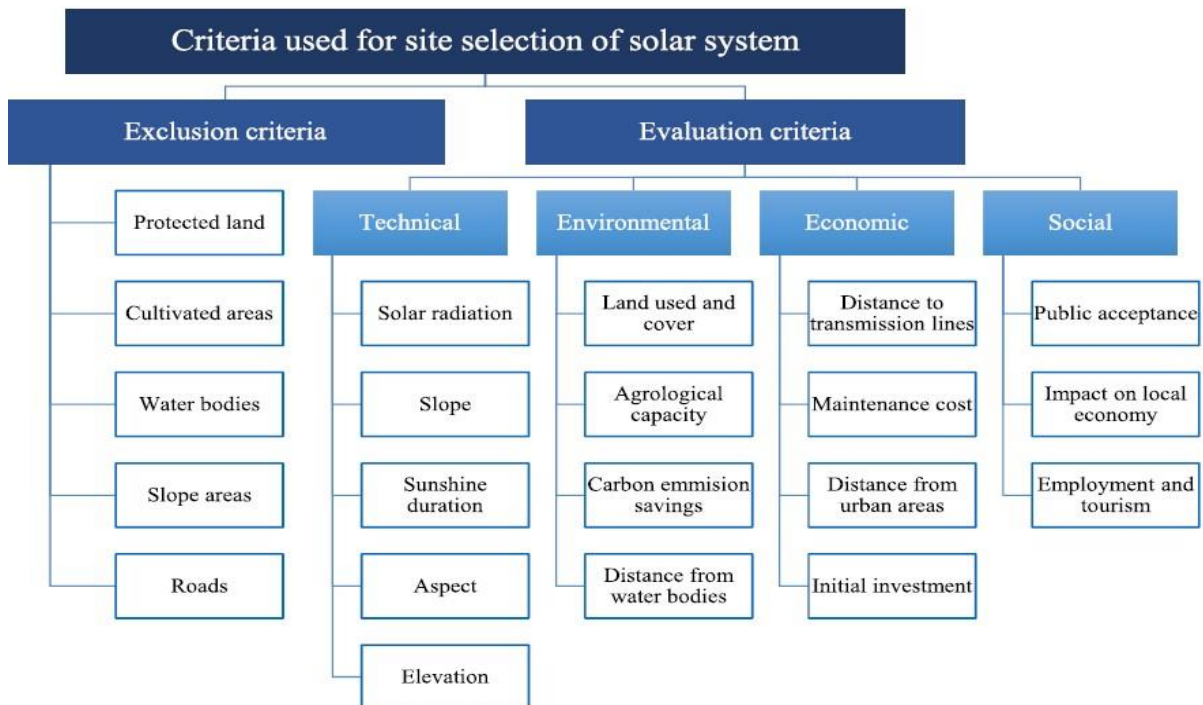 Criteria used for site selection of solar system
Exclusion criteria
Evaluation criteria
Protected land
Cultivated areas
Water bodies
Slope areas
Roads
Technical
Solar radiation
Slope
Sunshine
duration
Aspect
Elevation
Environmental
Land used and
cover
Agrological
capacity
Carbon emmision
savings
Distance from
water bodies
Economic
Distance to
transmission lines
Maintenance cost
Distance from
urban areas
Initial investment
Social
Public acceptance
Impact on local
economy
Employment and
tourism